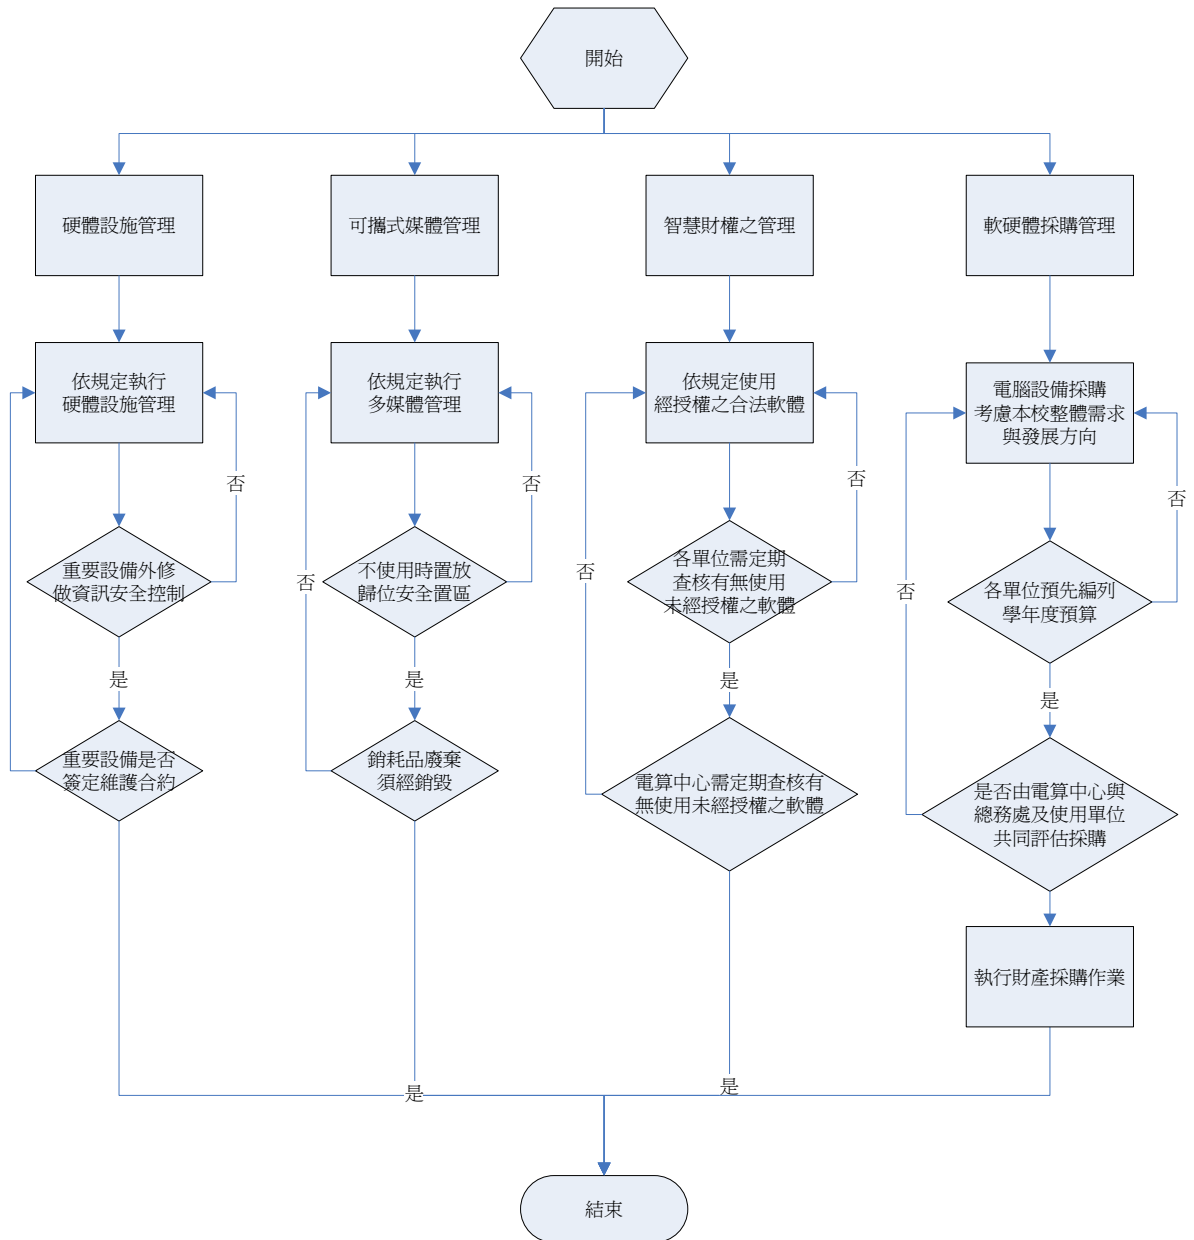 開始
硬體設施管理
可攜式媒體管理
智慧財權之管理
軟硬體採購管理
依規定執行
硬體設施管理
依規定執行
多媒體管理
依規定使用
經授權之合法軟體
電腦設備採購
考慮本校整體需求
與發展方向
否
否
否
否
重要設備外修
做資訊安全控制
否
不使用時置放
歸位安全置區
否
各單位需定期
查核有無使用
未經授權之軟體
否
各單位預先編列
學年度預算
是
是
是
是
重要設備是否
簽定維護合約
銷耗品廢棄
須經銷毀
電算中心需定期查核有
無使用未經授權之軟體
是否由電算中心與
總務處及使用單位
共同評估採購
執行財產採購作業
是
是
結束